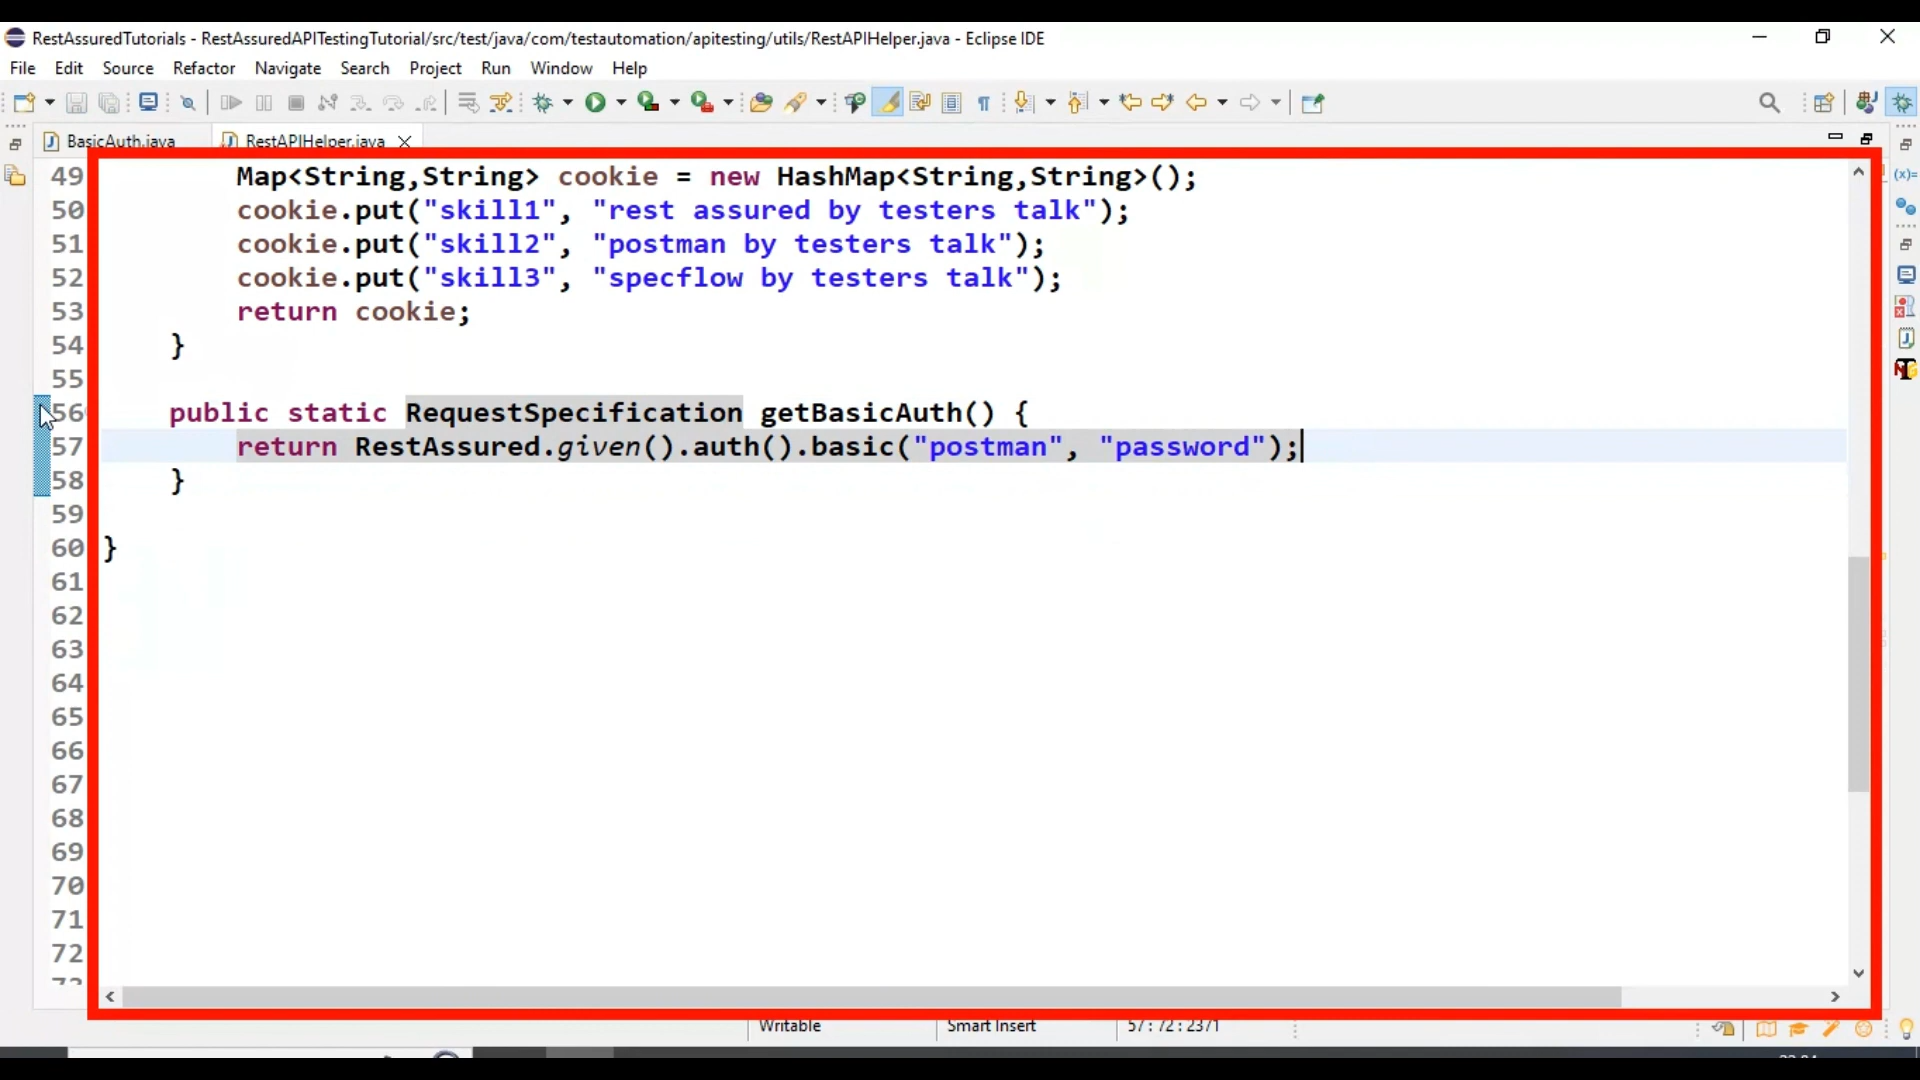 RestAssuredTutorials - RestAssuredAPITestingTutorial/src/test/java/com/testautomation/apitesting/utils/RestAPIHelper.java - Eclipse IDE
File Edit Source Refactor Navigate Search Project Run Window Help
BasicAuth.java RestAPIHelper.java
49 Map<String,String> cookie = new HashMap<String,String>();
50 cookie.put("skill1", "rest assured by testers talk");
51 cookie.put("skill2", "postman by testers talk");
52 cookie.put("skill3", "specflow by testers talk");
53 return cookie;
54 }
55
56 public static RequestSpecification getBasicAuth() {
57 return RestAssured.given().auth().basic("postman", "password");
58 }
59
60 }
61
62
63
64
65
66
67
68
69
70
71
72
Writable Smart Insert 57 : 72 : 2371